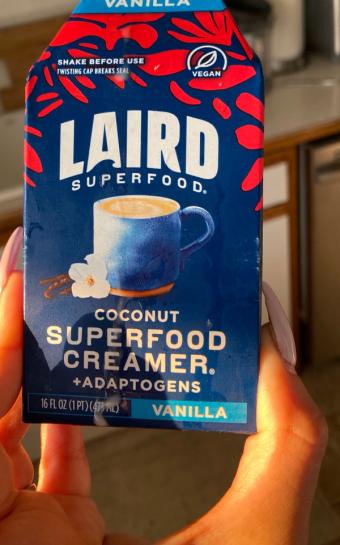 VANILLA
SHAKE BEFORE USE
TWISTING CAP BREAKS SEAL
VEGAN
LAIRD
SUPERFOOD®
COCONUT
SUPERFOOD
CREAMER®
+ADAPTOGENS
16 FL OZ (1 PT) (473 mL)
VANILLA